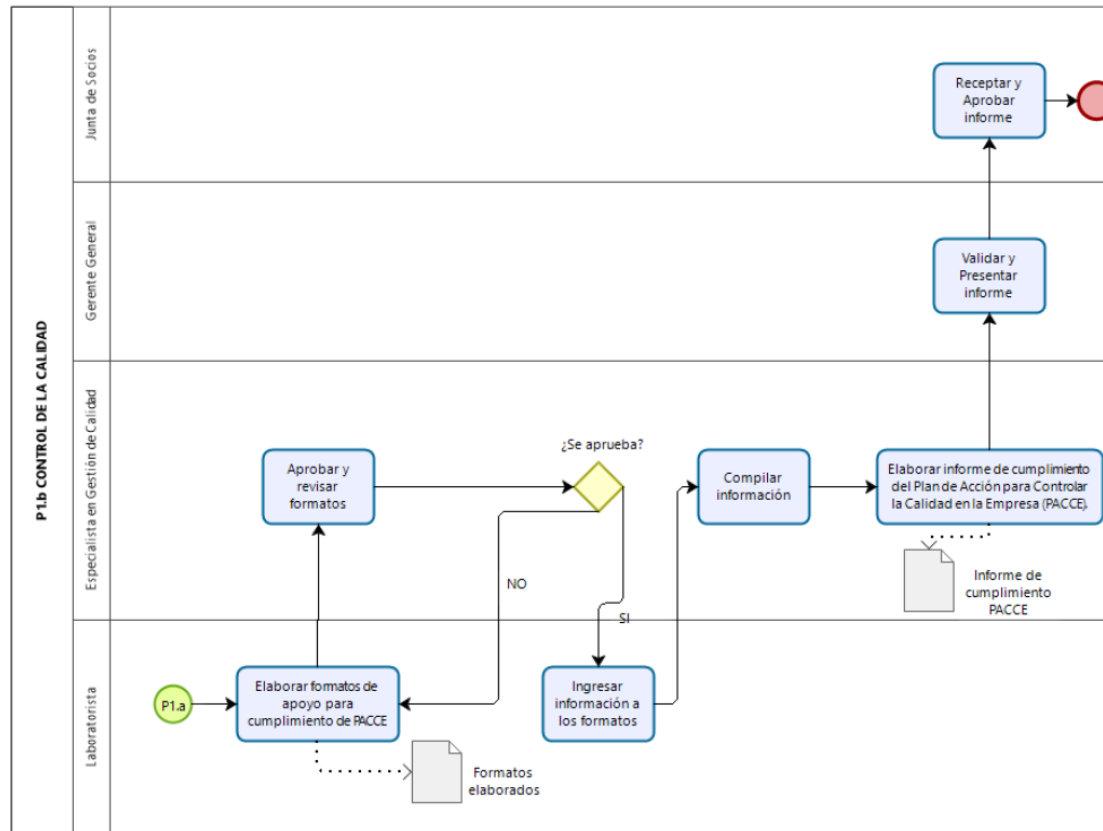 P1.b CONTROL DE LA CALIDAD
Junta de Socios
Receptar y
Aprobar
informe
Gerente General
Validar y
Presentar
informe
Especialista en Gestión de Calidad
Aprobar y
revisar
formatos
¿Se aprueba?
NO
SI
Compilar
información
Elaborar informe de cumplimiento
del Plan de Acción para Controlar
la Calidad en la Empresa (PACCE).
Informe de
cumplimiento
PACCE
Laboratorista
P1.a
Elaborar formatos de
apoyo para
cumplimiento de PACCE
Formatos
elaborados
Ingresar
información a
los formatos